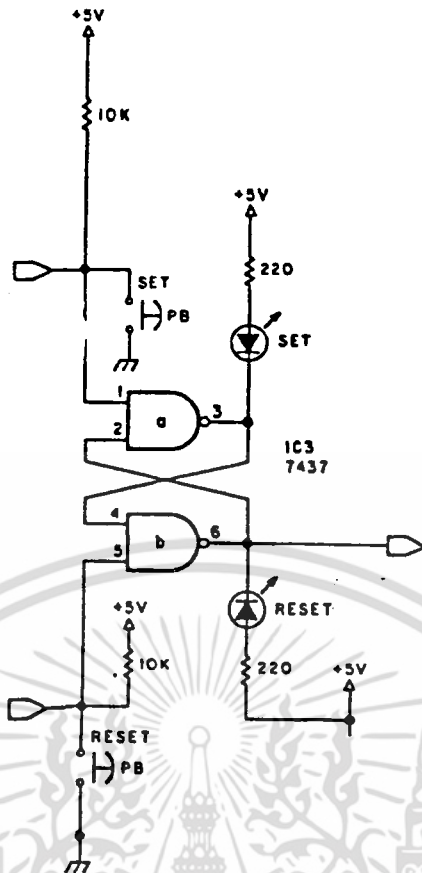 +5V
10K
+5V
220
SET
PB
SET
1
2
a
3
IC3
7437
4
5
b
6
+5V
10K
RESET
220
+5V
RESET
PB